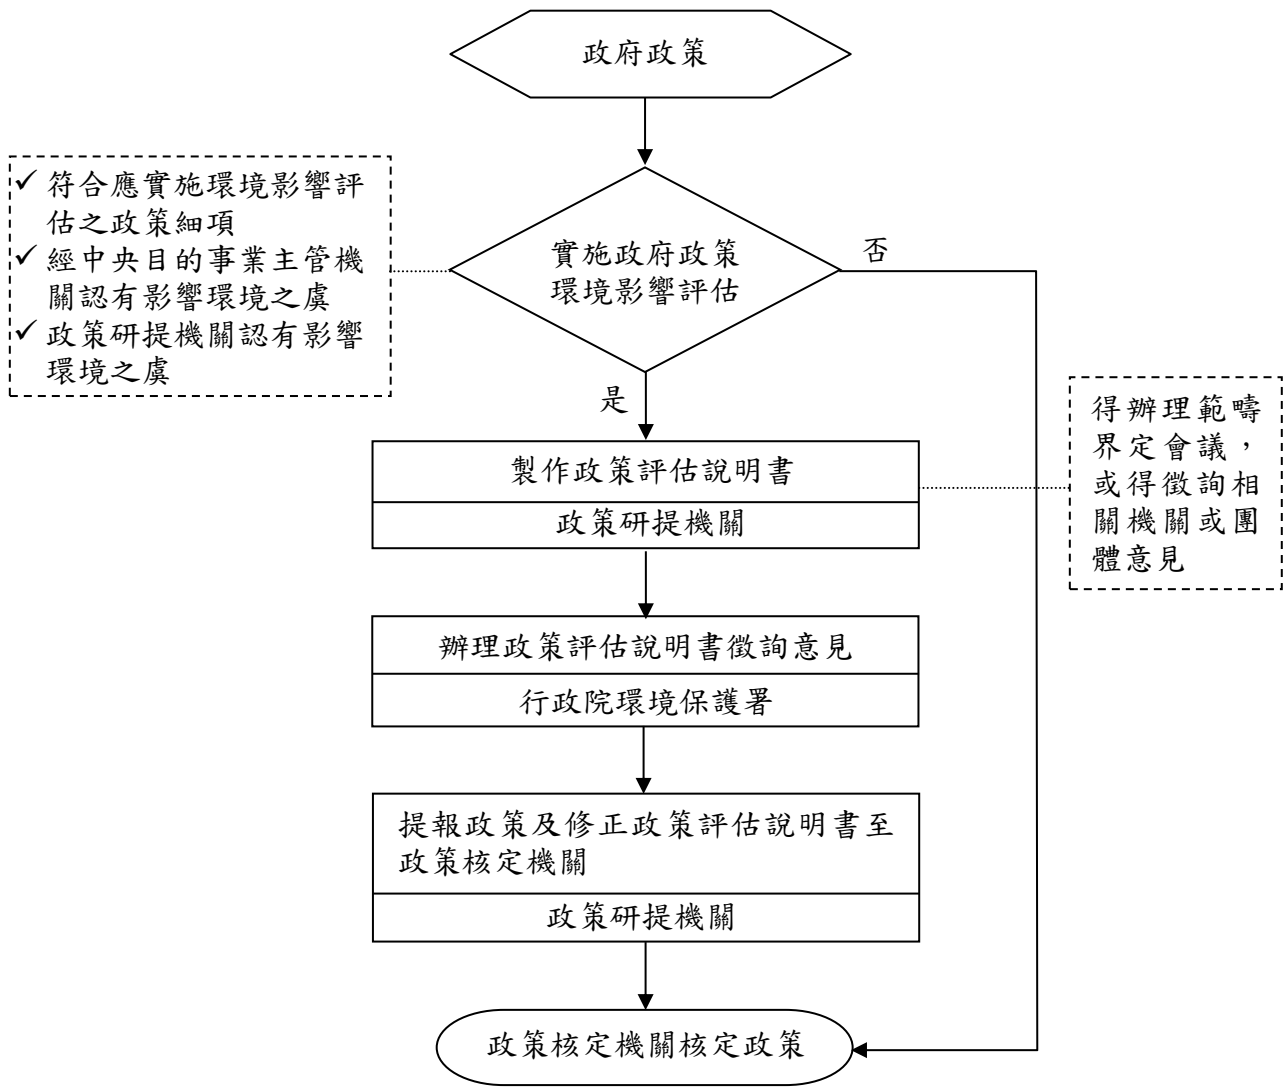 政府政策
✓ 符合應實施環境影響評
估之政策細項
✓ 經中央目的事業主管機
關認有影響環境之虞
✓ 政策研提機關認有影響
環境之虞
實施政府政策
環境影響評估
否
是
製作政策評估說明書
政策研提機關
得辦理範疇
界定會議，
或得徵詢相
關機關或團
體意見
辦理政策評估說明書徵詢意見
行政院環境保護署
提報政策及修正政策評估說明書至
政策核定機關
政策研提機關
政策核定機關核定政策